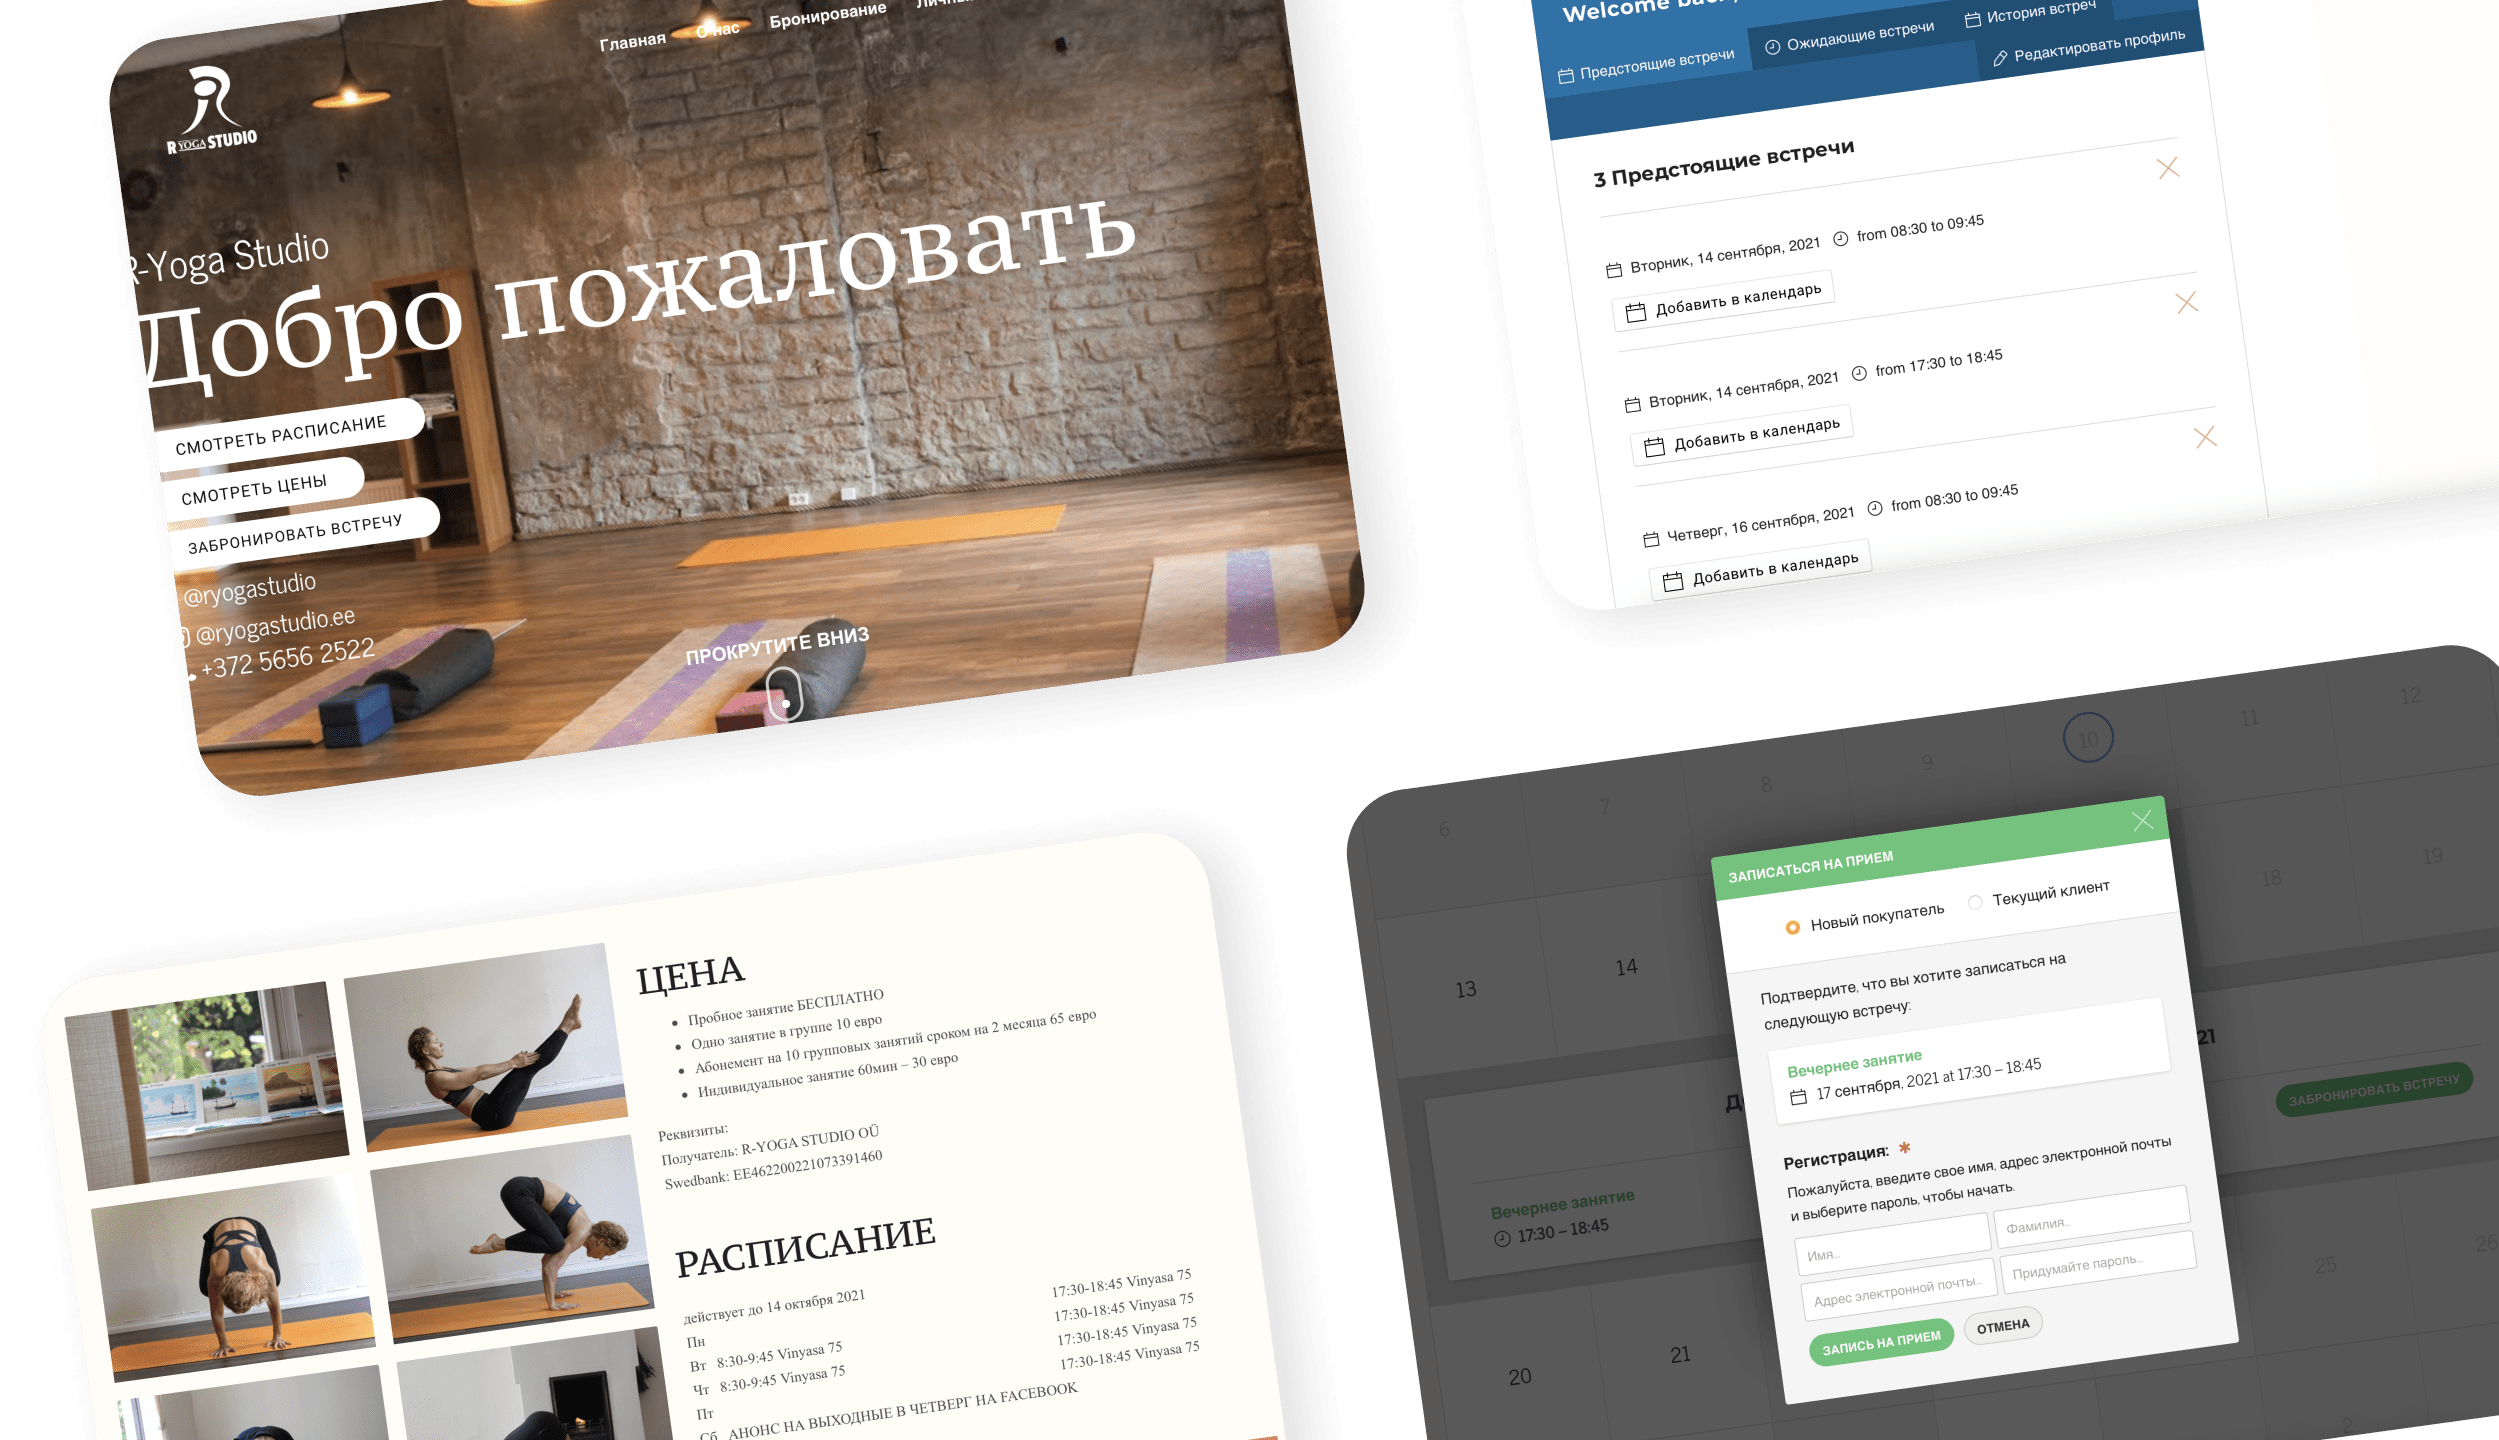 Главная О нас Бронирование
R YOGA STUDIO
R-Yoga Studio
Добро пожаловать
СМОТРЕТЬ РАСПИСАНИЕ
СМОТРЕТЬ ЦЕНЫ
ЗАБРОНИРОВАТЬ ВСТРЕЧУ
@ryogastudio
@ryogastudio.ee
+372 5656 2522
ПРОКРУТИТЕ ВНИЗ
Welcome back,
Предстоящие встречи Ожидающие встречи История встреч
Редактировать профиль
3 Предстоящие встречи
Вторник, 14 сентября, 2021 from 08:30 to 09:45
Добавить в календарь
Вторник, 14 сентября, 2021 from 17:30 to 18:45
Добавить в календарь
Четверг, 16 сентября, 2021 from 08:30 to 09:45
Добавить в календарь
ЦЕНА
• Пробное занятие БЕСПЛАТНО
• Одно занятие в группе 10 евро
• Абонемент на 10 групповых занятий сроком на 2 месяца 65 евро
• Индивидуальное занятие 60мин – 30 евро
Реквизиты:
Получатель: R-YOGA STUDIO OÜ
Swedbank: EE462200221073391460
РАСПИСАНИЕ
действует до 14 октября 2021
Пн 17:30-18:45 Vinyasa 75
Вт 8:30-9:45 Vinyasa 75 17:30-18:45 Vinyasa 75
Чт 8:30-9:45 Vinyasa 75 17:30-18:45 Vinyasa 75
Пт 17:30-18:45 Vinyasa 75
Сб АНОНС НА ВЫХОДНЫЕ В ЧЕТВЕРГ НА FACEBOOK
6 7 8 9 10 11 12
13 14 18 19
21
ЗАБРОНИРОВАТЬ ВСТРЕЧУ
Вечернее занятие
17:30 – 18:45
20 21 25 26
2
ЗАПИСАТЬСЯ НА ПРИЕМ
Новый покупатель Текущий клиент
Подтвердите, что вы хотите записаться на
следующую встречу:
Вечернее занятие
17 сентября, 2021 at 17:30 – 18:45
Регистрация: *
Пожалуйста, введите свое имя, адрес электронной почты
и выберите пароль, чтобы начать.
Имя... Фамилия...
Адрес электронной почты... Придумайте пароль...
ЗАПИСЬ НА ПРИЕМ ОТМЕНА